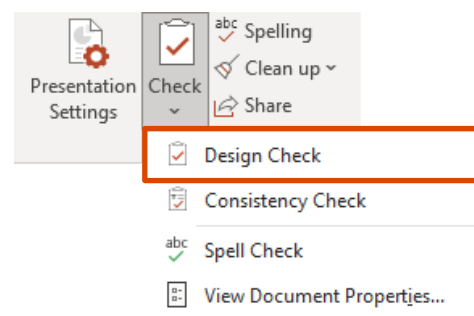 abc Spelling
Presentation Settings
Check
Clean up
Share
Design Check
Consistency Check
abc Spell Check
View Document Properties...